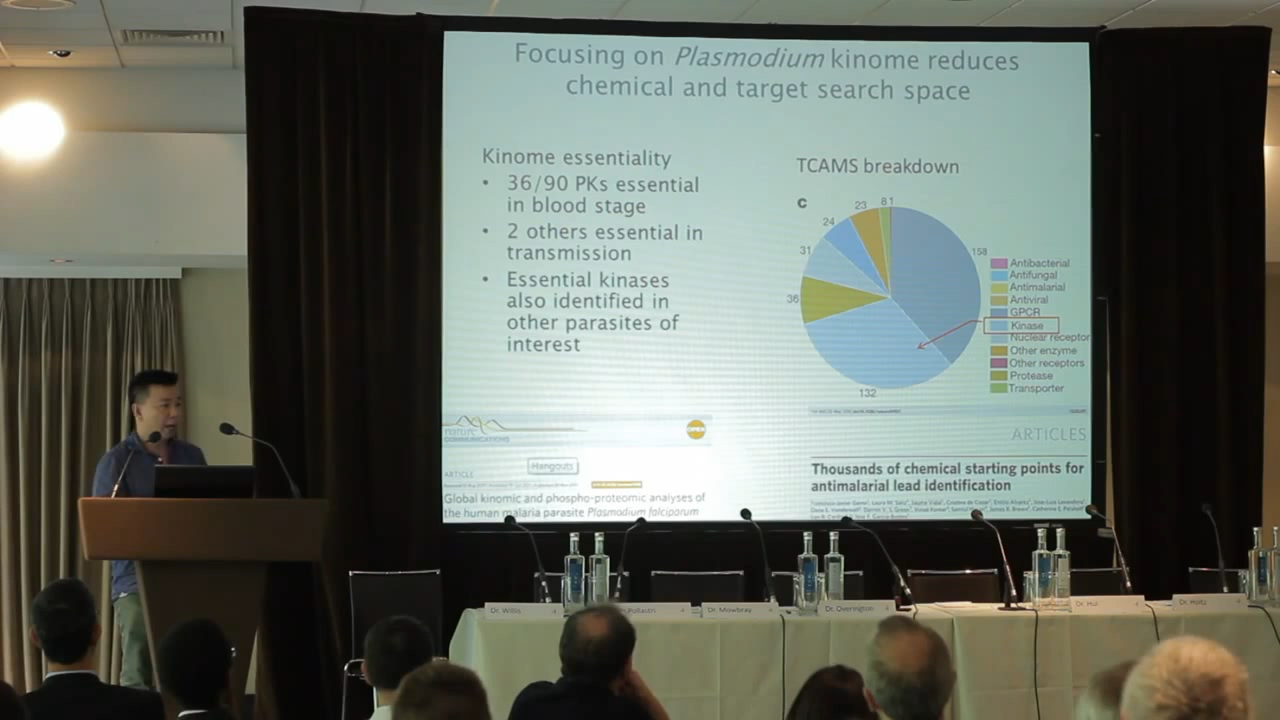 Focusing on Plasmodium kinome reduces
chemical and target search space
Kinome essentiality
• 36/90 PKs essential
in blood stage
• 2 others essential in
transmission
• Essential kinases
also identified in
other parasites of
interest
TCAMS breakdown
c
23
8
1
24
31
36
158
132
Antibacterial
Antifungal
Antimalarial
Antiviral
GPCR
Kinase
Nuclear receptor
Other enzyme
Other receptors
Protease
Transporter
nature
COMMUNICATIONS
OPEN
ARTICLE
Hangouts
Global kinomic and phospho-proteomic analyses of
the human malaria parasite Plasmodium falciparum
ARTICLES
Thousands of chemical starting points for
antimalarial lead identification
Dr. Willis
Pollastri
Dr. Mowbray
Dr. Overington
Dr. Hui